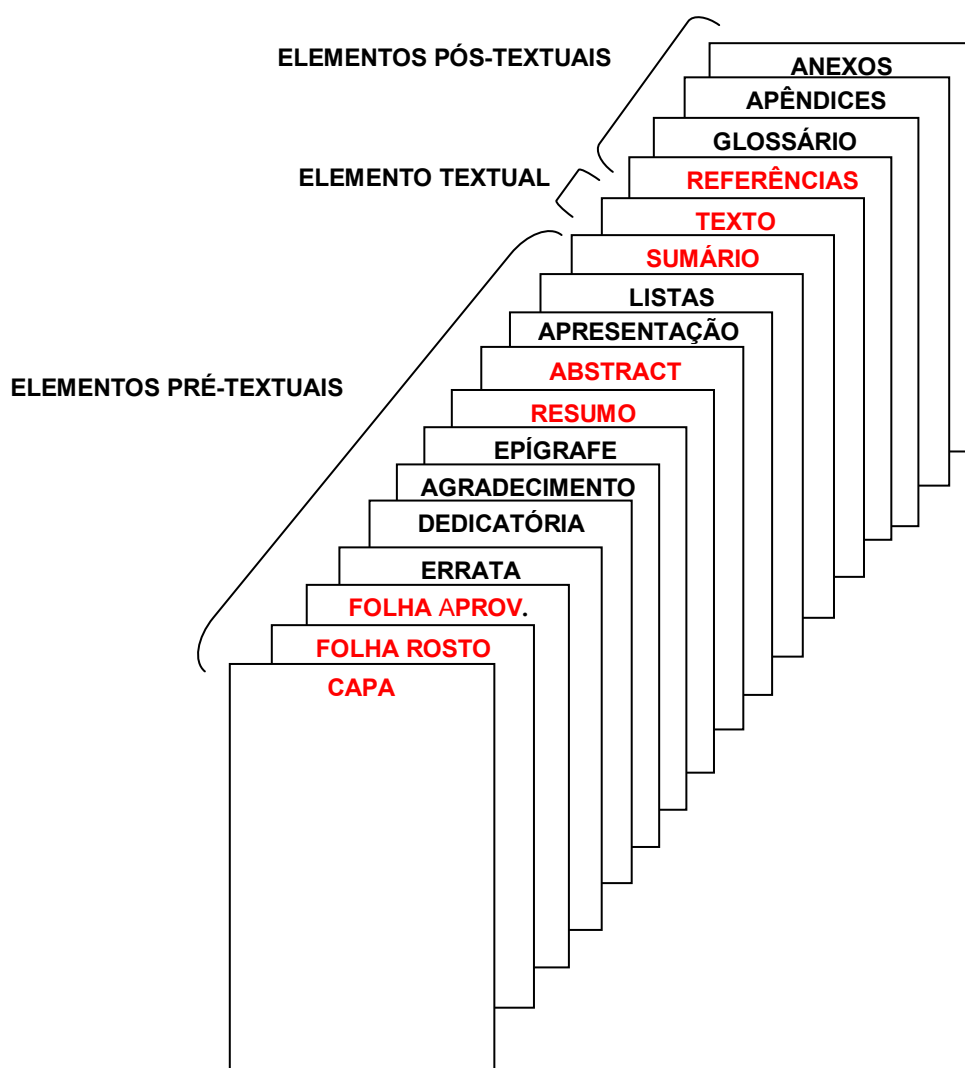 ELEMENTOS PÓS-TEXTUAIS
ANEXOS
APÊNDICES
GLOSSÁRIO
ELEMENTO TEXTUAL
REFERÊNCIAS
TEXTO
SUMÁRIO
LISTAS
APRESENTAÇÃO
ELEMENTOS PRÉ-TEXTUAIS
ABSTRACT
RESUMO
EPÍGRAFE
AGRADECIMENTO
DEDICATÓRIA
ERRATA
FOLHA APROV.
FOLHA ROSTO
CAPA